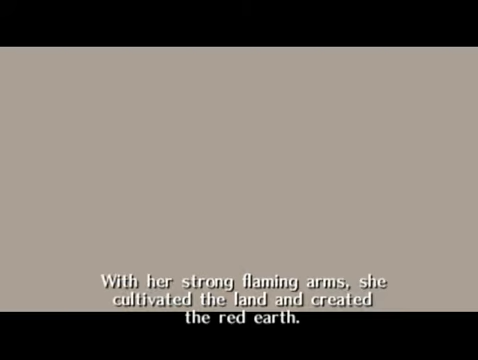 With her strong flaming arms, she
cultivated the land and created
the red earth.